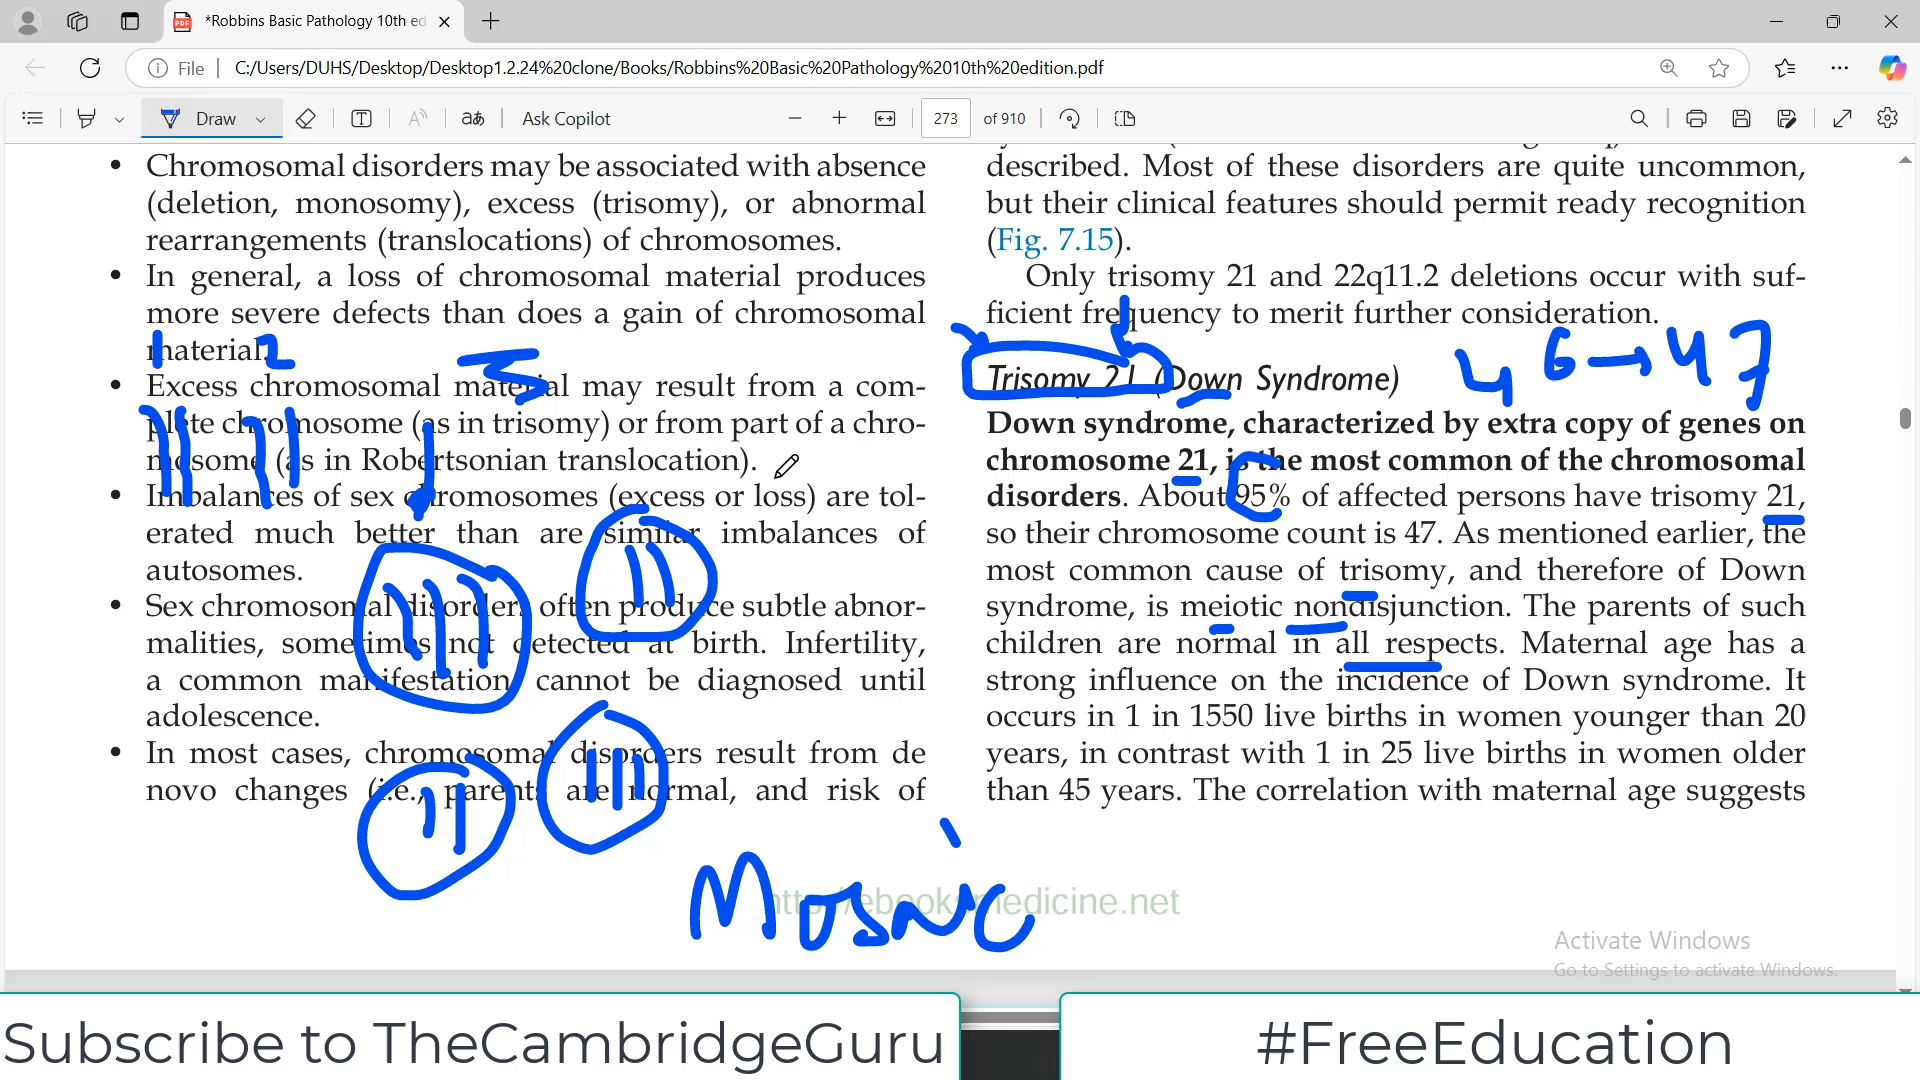 *Robbins Basic Pathology 10th ed
File
C:/Users/DUHS/Desktop/Desktop1.2.24%20clone/Books/Robbins%20Basic%20Pathology%2010th%20edition.pdf
Draw
Ask Copilot
273 of 910
• Chromosomal disorders may be associated with absence
(deletion, monosomy), excess (trisomy), or abnormal
rearrangements (translocations) of chromosomes.
• In general, a loss of chromosomal material produces
more severe defects than does a gain of chromosomal
material.
1 2
• Excess chromosomal material may result from a com-
plete chromosome (as in trisomy) or from part of a chro-
mosome (as in Robertsonian translocation).
• Imbalances of sex chromosomes (excess or loss) are tol-
erated much better than are similar imbalances of
autosomes.
• Sex chromosomal disorders often produce subtle abnor-
malities, sometimes not detected at birth. Infertility,
a common manifestation, cannot be diagnosed until
adolescence.
• In most cases, chromosomal disorders result from de
novo changes (i.e., parents are normal, and risk of
described. Most of these disorders are quite uncommon,
but their clinical features should permit ready recognition
(Fig. 7.15).
Only trisomy 21 and 22q11.2 deletions occur with suf-
ficient frequency to merit further consideration.
Trisomy 21 (Down Syndrome)
46 → 47
Down syndrome, characterized by extra copy of genes on
chromosome 21, is the most common of the chromosomal
disorders. About 95% of affected persons have trisomy 21,
so their chromosome count is 47. As mentioned earlier, the
most common cause of trisomy, and therefore of Down
syndrome, is meiotic nondisjunction. The parents of such
children are normal in all respects. Maternal age has a
strong influence on the incidence of Down syndrome. It
occurs in 1 in 1550 live births in women younger than 20
years, in contrast with 1 in 25 live births in women older
than 45 years. The correlation with maternal age suggests
Mosaic
http://ebooksmedicine.net
Activate Windows
Go to Settings to activate Windows.
Subscribe to TheCambridgeGuru
#FreeEducation